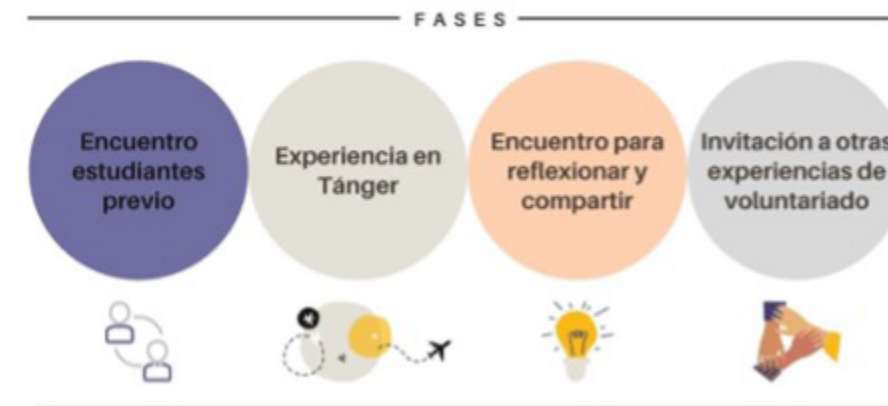 FASES
Encuentro
estudiantes
previo
Experiencia en
Tánger
Encuentro para
reflexionar y
compartir
Invitación a otras
experiencias de
voluntariado